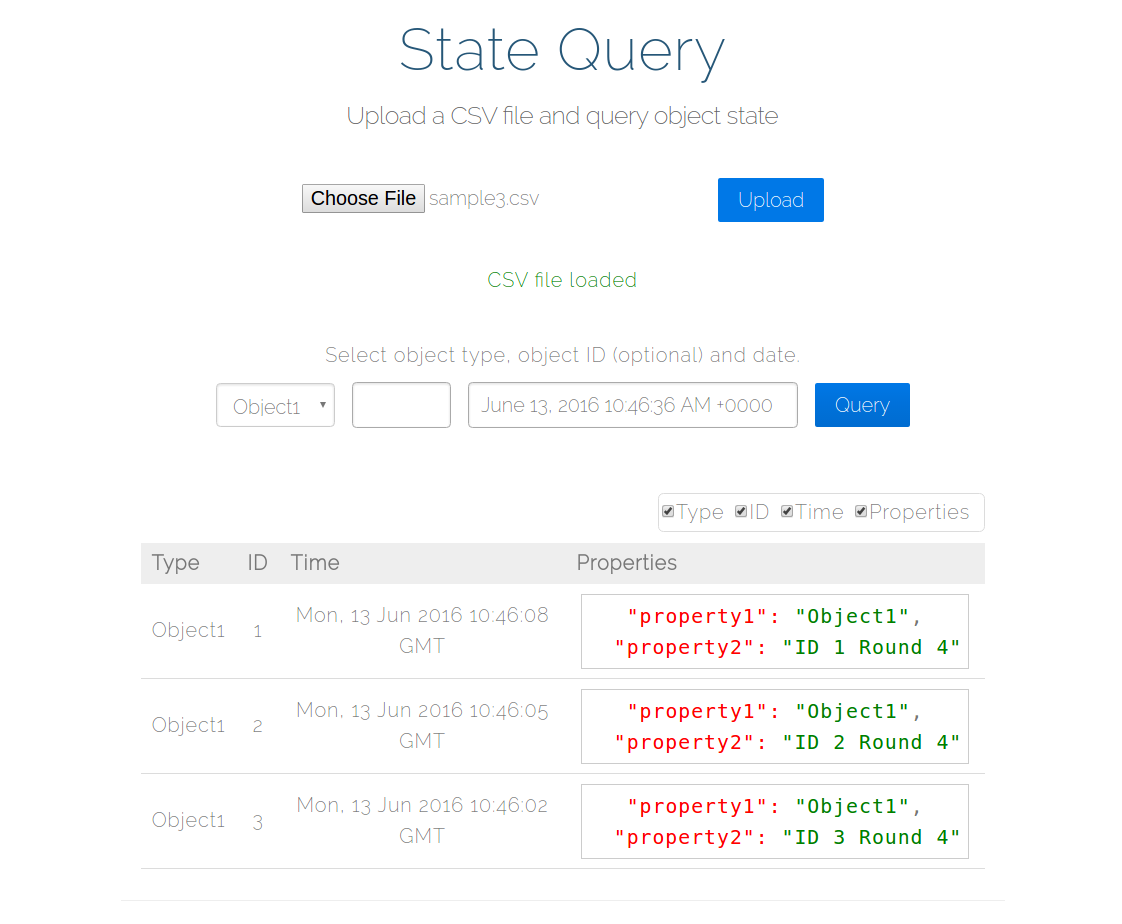 State Query
Upload a CSV file and query object state
Choose File sample3.csv Upload
CSV file loaded
Select object type, object ID (optional) and date.
Object1 June 13, 2016 10:46:36 AM +0000 Query
Type ID Time Properties
Type ID Time Properties
Object1 1 Mon, 13 Jun 2016 10:46:08 GMT "property1": "Object1",
"property2": "ID 1 Round 4"
Object1 2 Mon, 13 Jun 2016 10:46:05 GMT "property1": "Object1",
"property2": "ID 2 Round 4"
Object1 3 Mon, 13 Jun 2016 10:46:02 GMT "property1": "Object1",
"property2": "ID 3 Round 4"